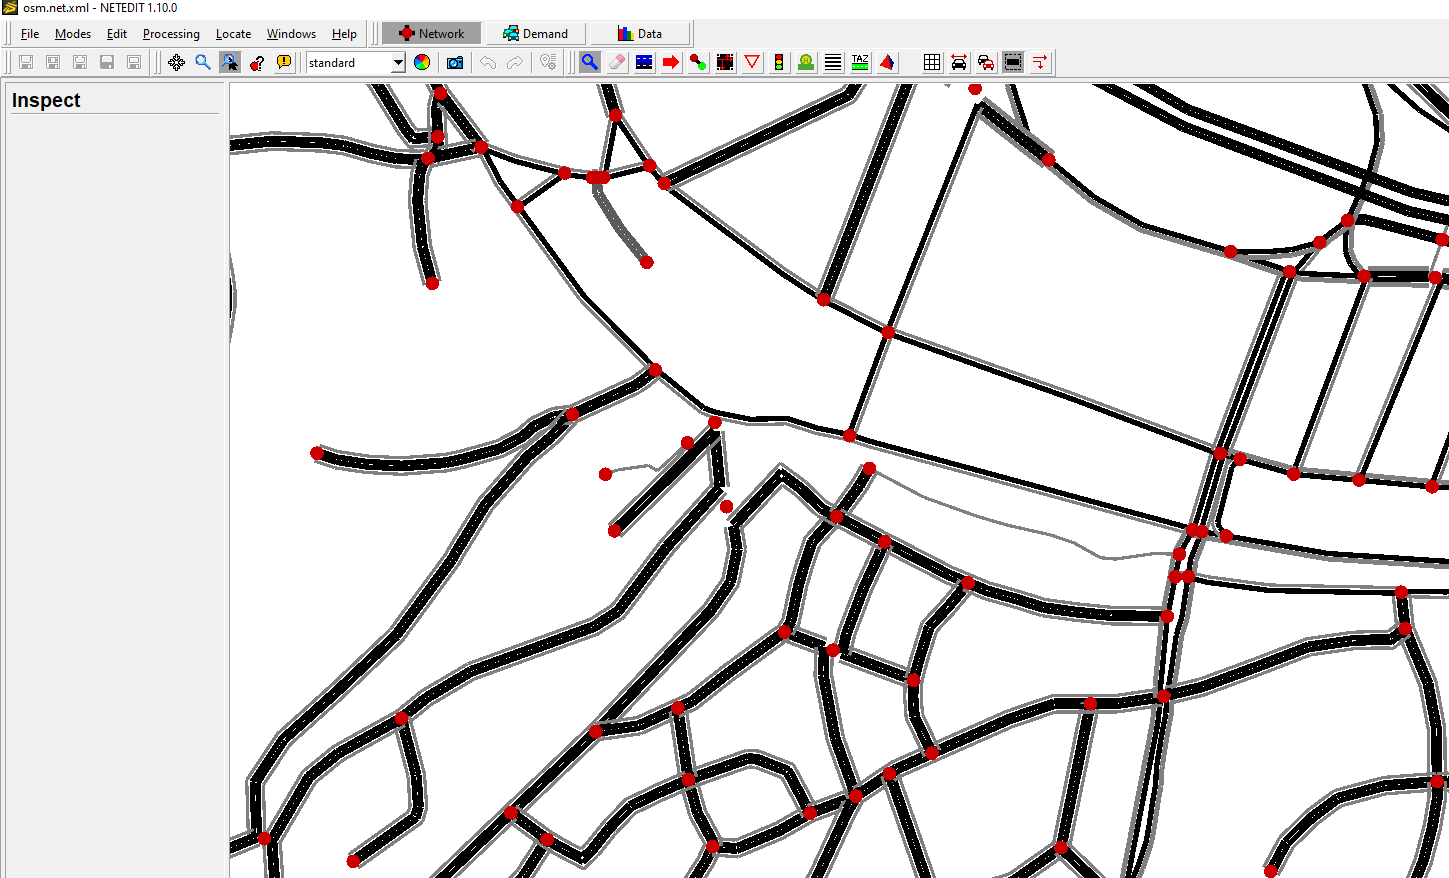 osm.net.xml - NETEDIT 1.10.0
File Modes Edit Processing Locate Windows Help Network Demand Data
standard TAZ
Inspect